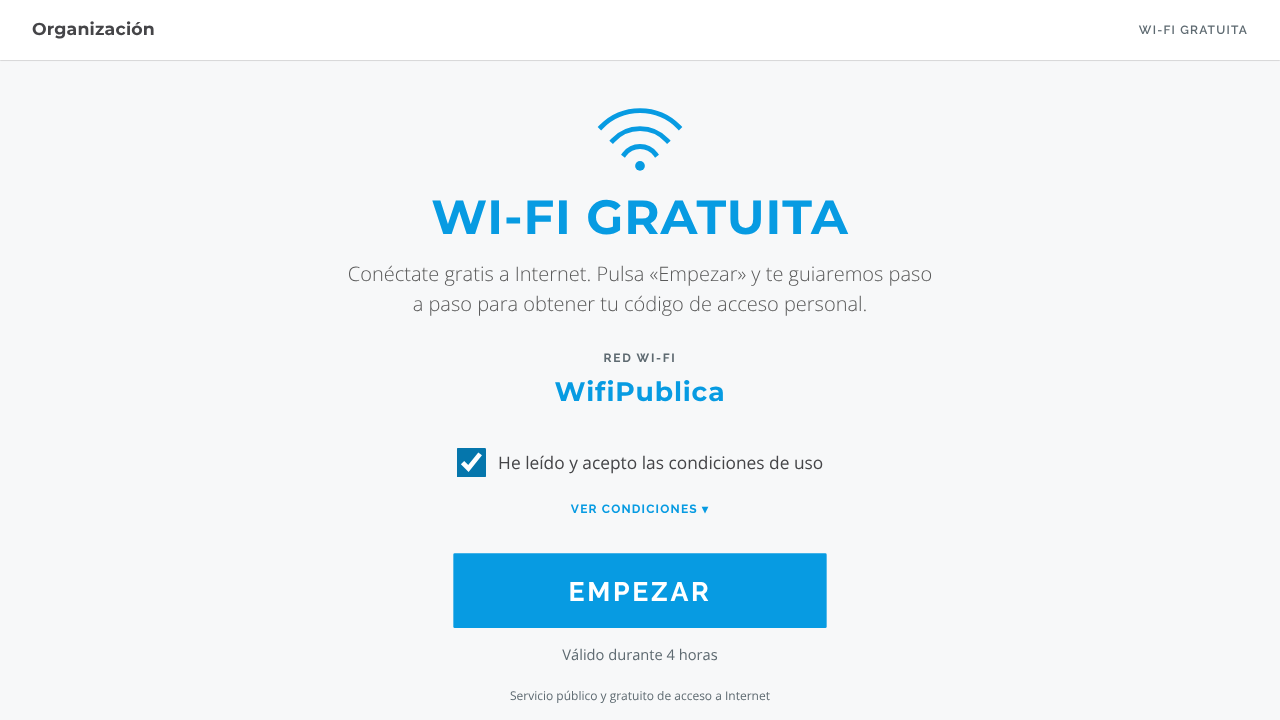 Organización
WI-FI GRATUITA
WI-FI GRATUITA
Conéctate gratis a Internet. Pulsa «Empezar» y te guiaremos paso
a paso para obtener tu código de acceso personal.
RED WI-FI
WifiPublica
He leído y acepto las condiciones de uso
VER CONDICIONES ▾
EMPEZAR
Válido durante 4 horas
Servicio público y gratuito de acceso a Internet